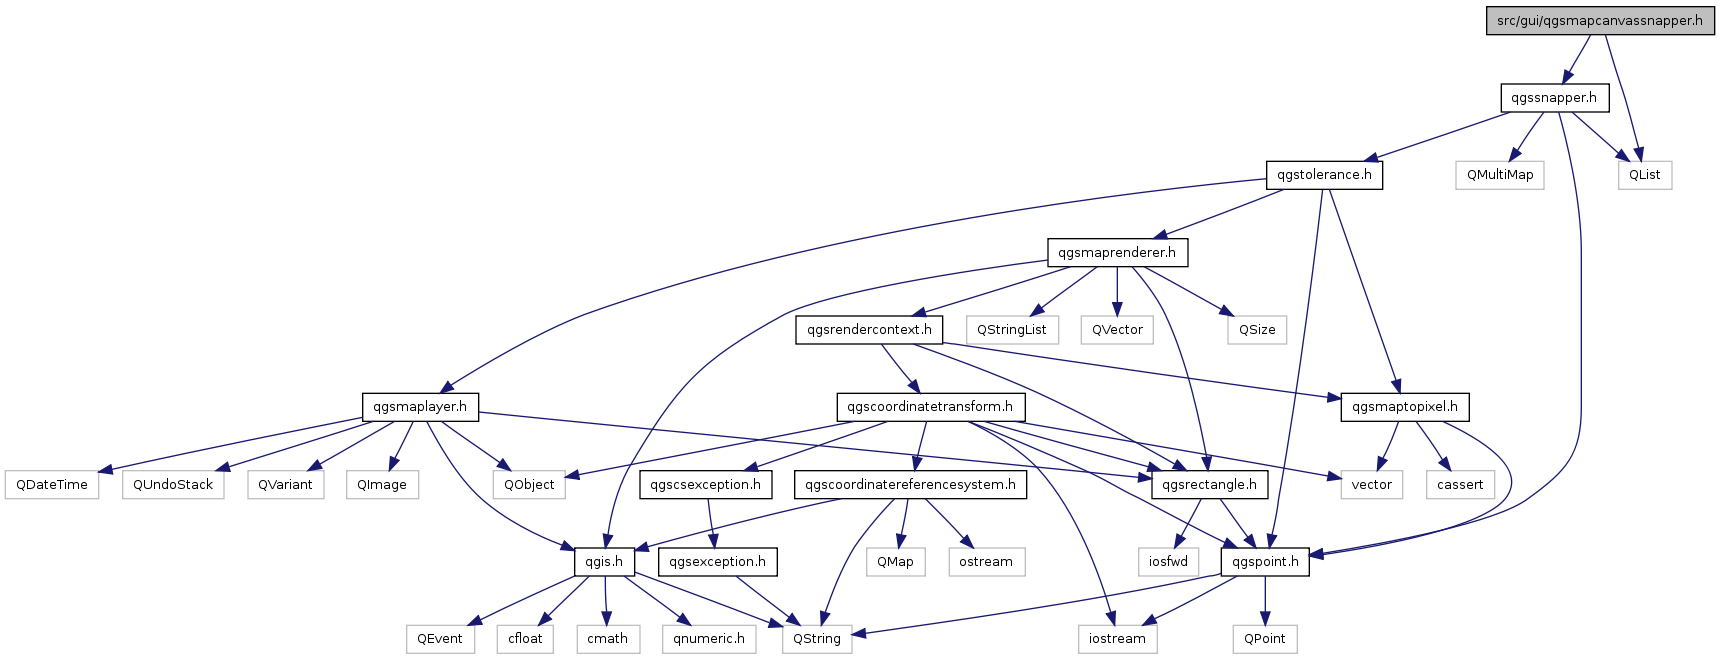 src/gui/qgsmapcanvassnapper.h
qgssnapper.h
qgstolerance.h
QMultiMap
QList
qgsmaprenderer.h
qgsrendercontext.h
QStringList
QVector
QSize
qgsmaplayer.h
qgscoordinatetransform.h
qgsmaptopixel.h
QDateTime
QUndoStack
QVariant
QImage
QObject
qgscsexception.h
qgscoordinatereferencesystem.h
qgsrectangle.h
vector
cassert
qgis.h
qgsexception.h
QMap
ostream
iosfwd
qgspoint.h
QEvent
cfloat
cmath
qnumeric.h
QString
iostream
QPoint